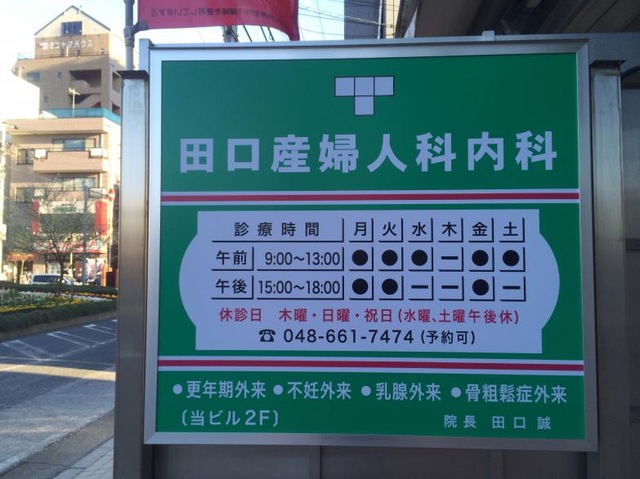 田口産婦人科内科
診療時間 月 火 水 木 金 土
午前 9:00～13:00 ● ● ● ー ● ●
午後 15:00～18:00 ● ● ー ー ● ー
休診日 木曜・日曜・祝日(水曜、土曜午後休)
☎ 048-661-7474 (予約可)
●更年期外来 ●不妊外来 ●乳腺外来 ●骨粗鬆症外来
〔当ビル2F〕 院長 田口 誠